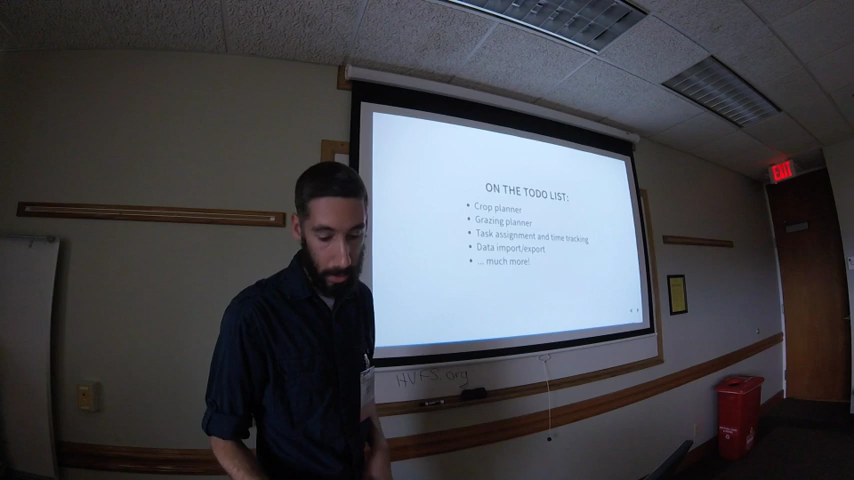 ON THE TODO LIST:
• Crop planner
• Grazing planner
• Task assignment and time tracking
• Data import/export
• ... much more!
EXIT